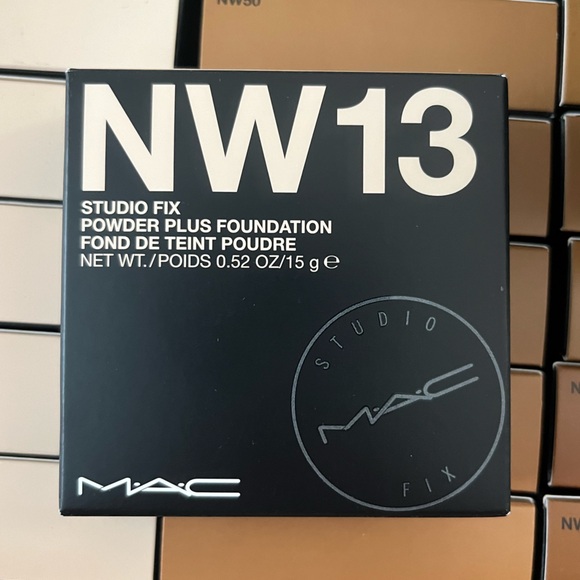 NW50
NW13
STUDIO FIX
POWDER PLUS FOUNDATION
FOND DE TEINT POUDRE
NET WT./POIDS 0.52 OZ/15 g ℮
STUDIO
M·A·C
FIX
M·A·C